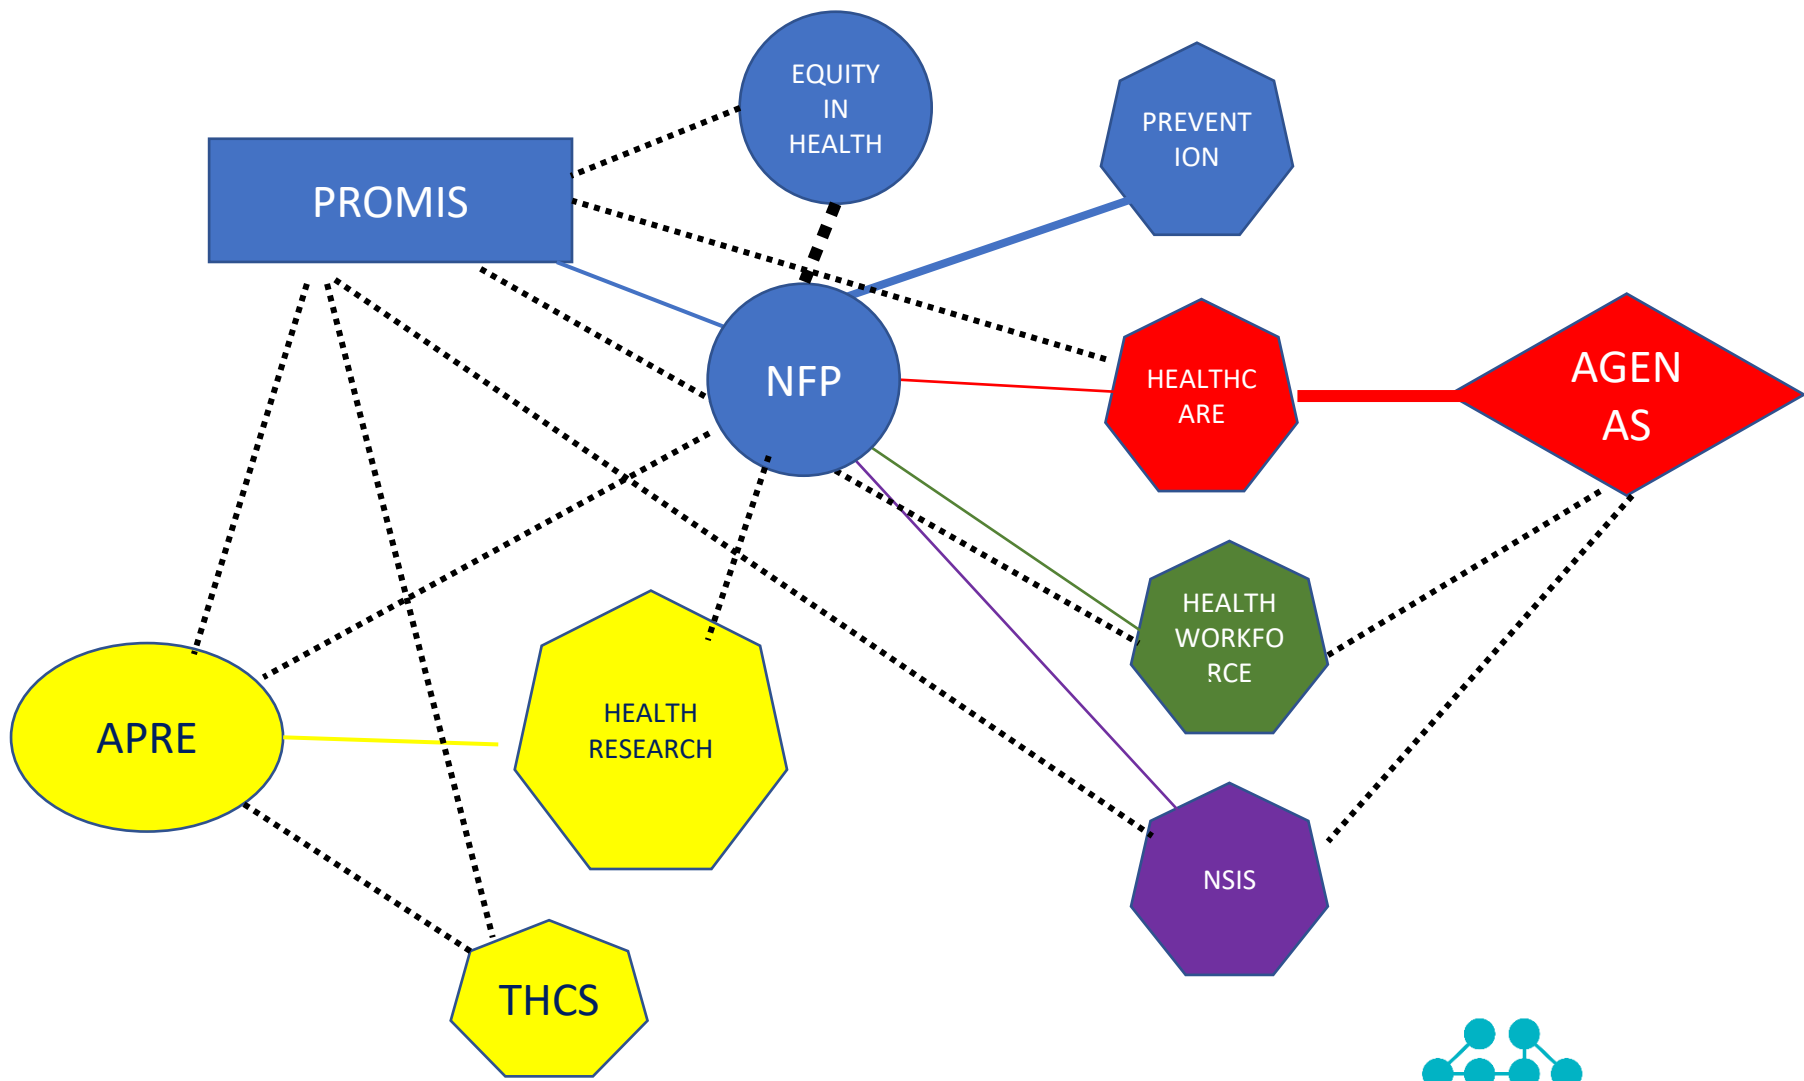 EQUITY
IN
HEALTH
PREVENT
ION
PROMIS
NFP
HEALTHC
ARE
AGEN
AS
HEALTH
WORKFO
RCE
HEALTH
RESEARCH
APRE
NSIS
THCS